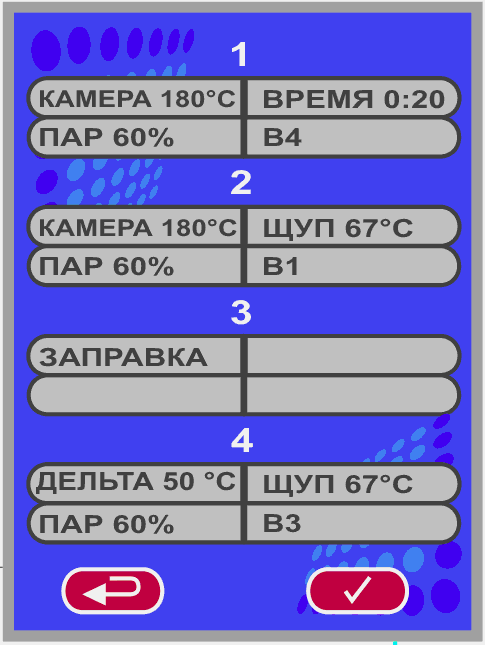 1
КАМЕРА 180°С ВРЕМЯ 0:20
ПАР 60% В4
2
КАМЕРА 180°С ЩУП 67°С
ПАР 60% В1
3
ЗАПРАВКА
4
ДЕЛЬТА 50 °С ЩУП 67°С
ПАР 60% В3